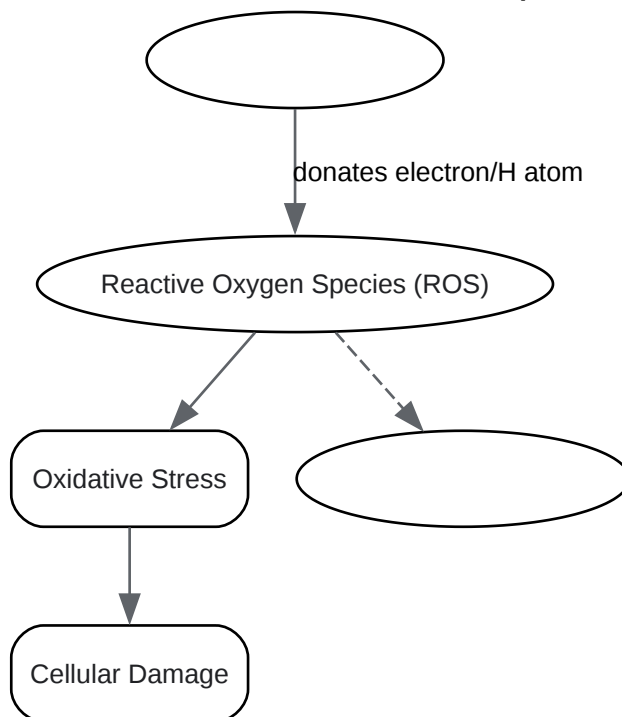 donates electron/H atom
Reactive Oxygen Species (ROS)
Oxidative Stress
Cellular Damage